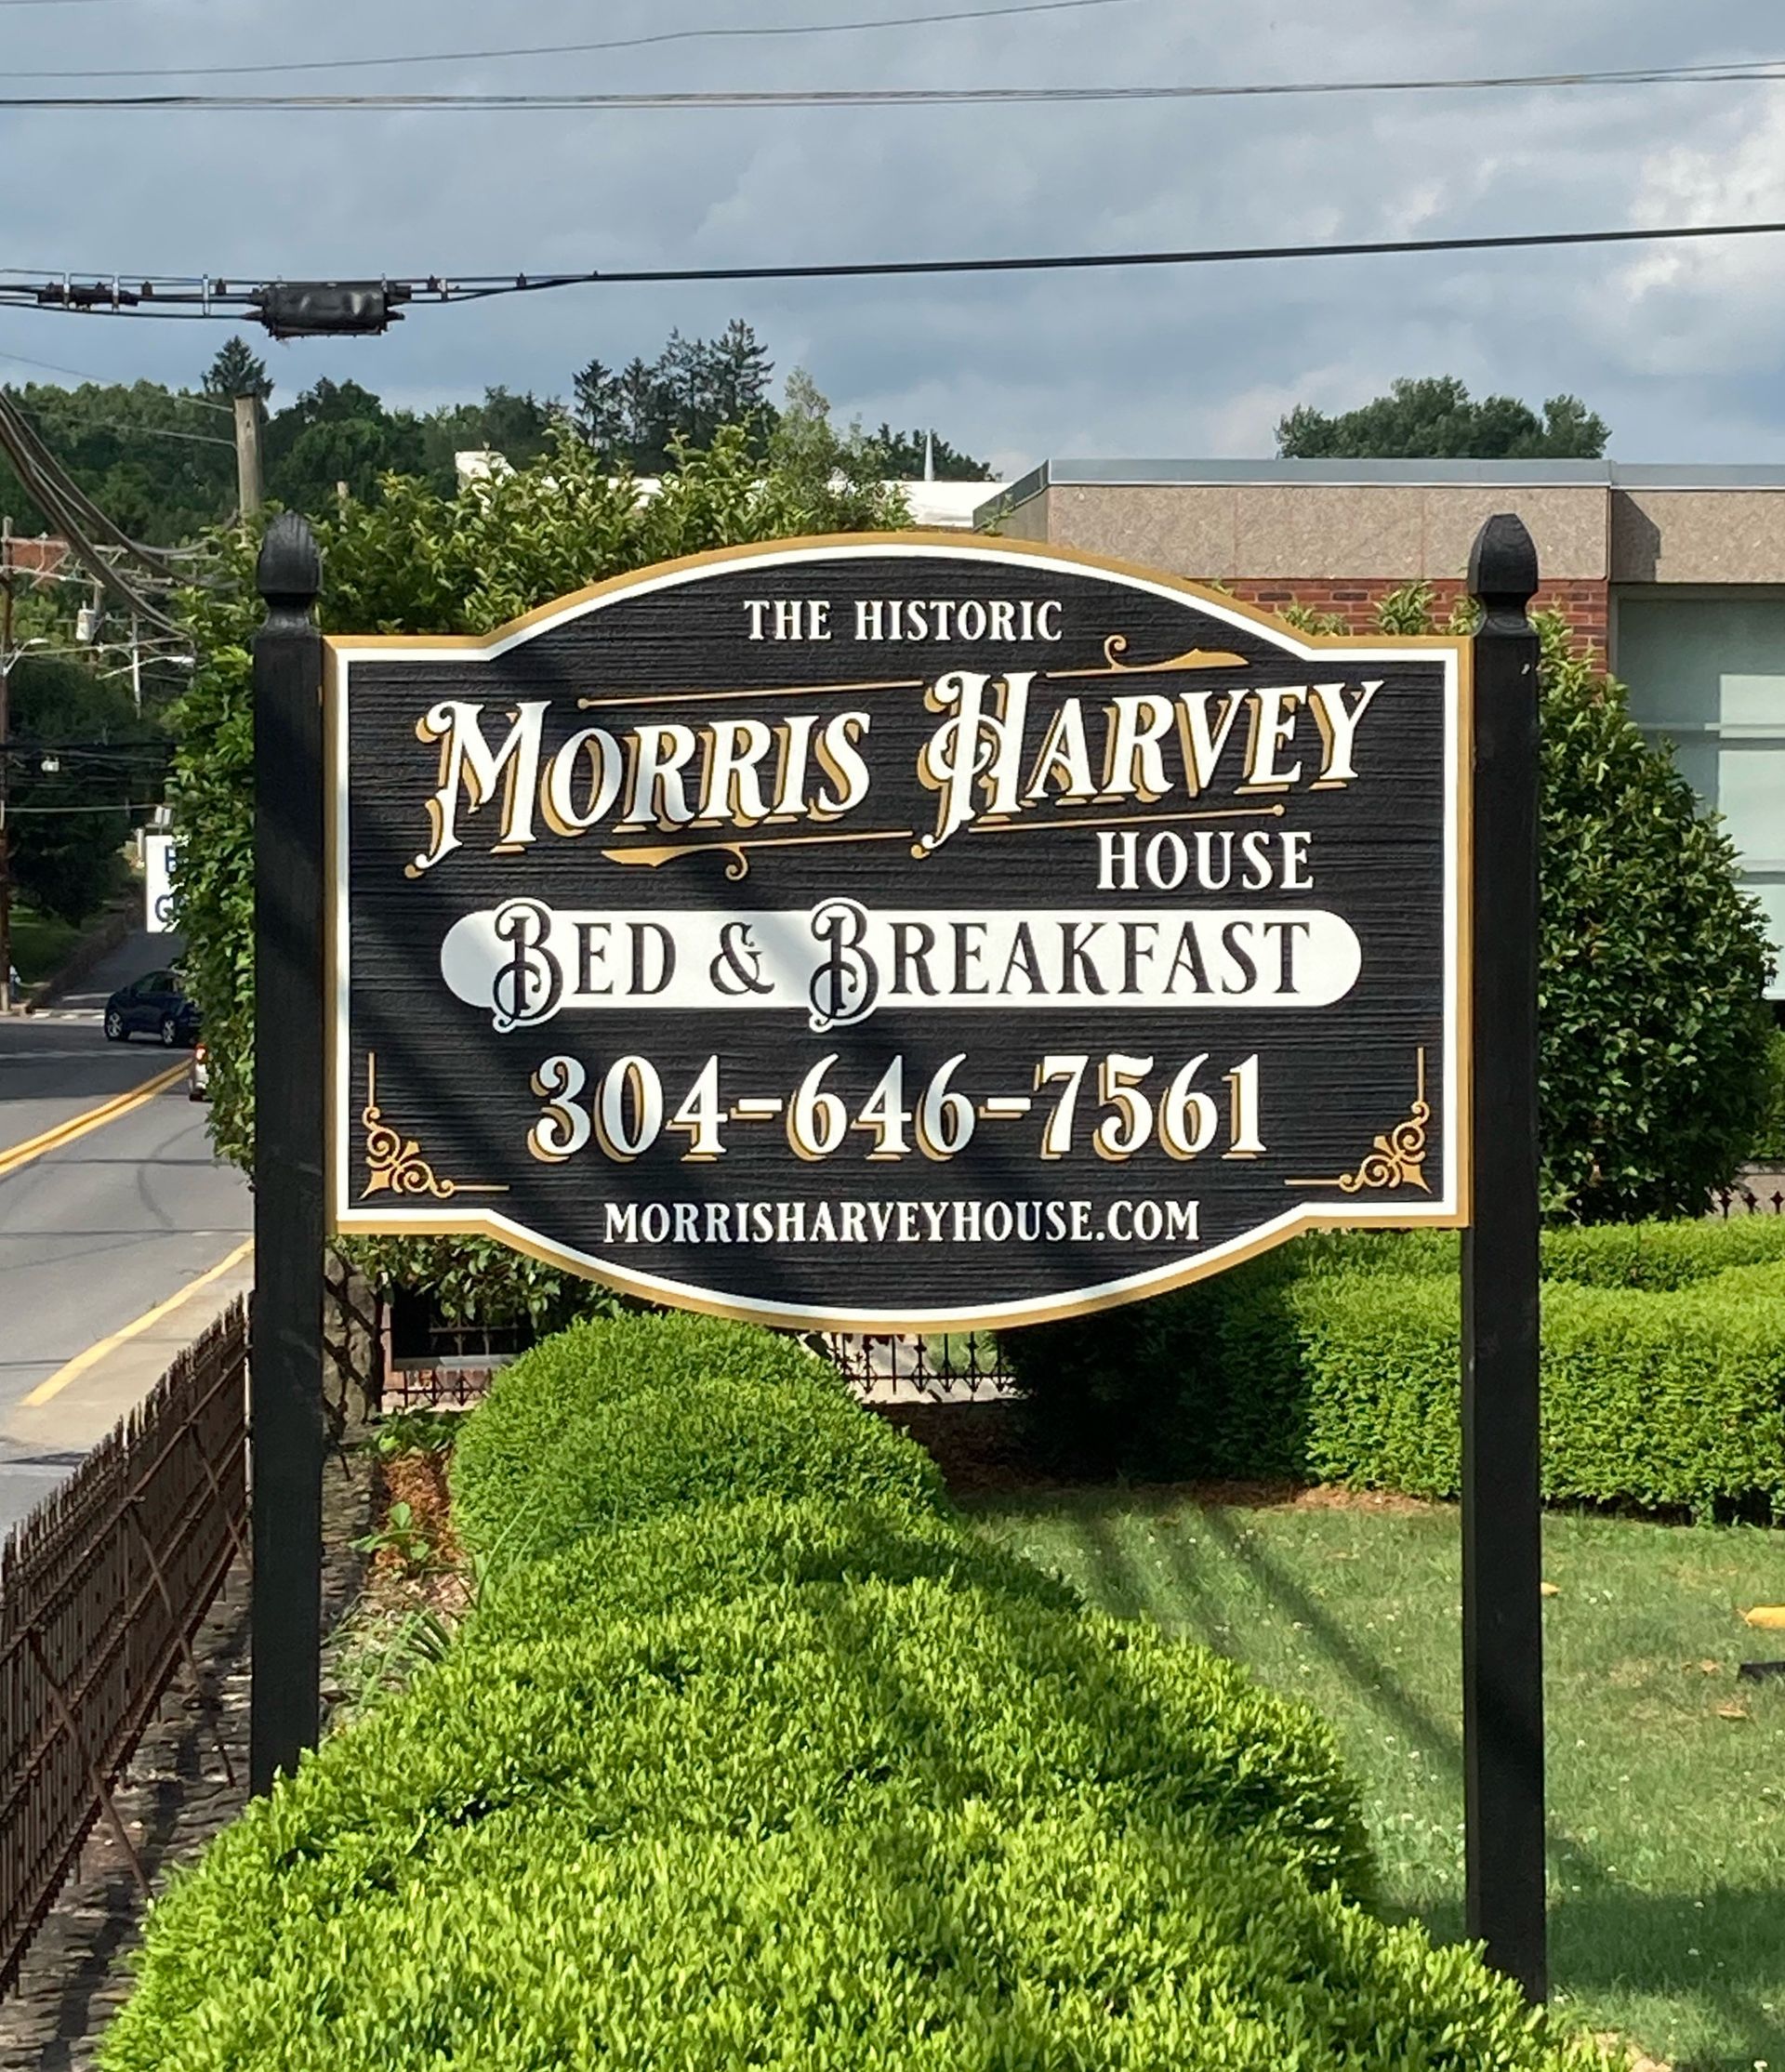 THE HISTORIC
MORRIS HARVEY
HOUSE
BED & BREAKFAST
304-646-7561
MORRISHARVEYHOUSE.COM